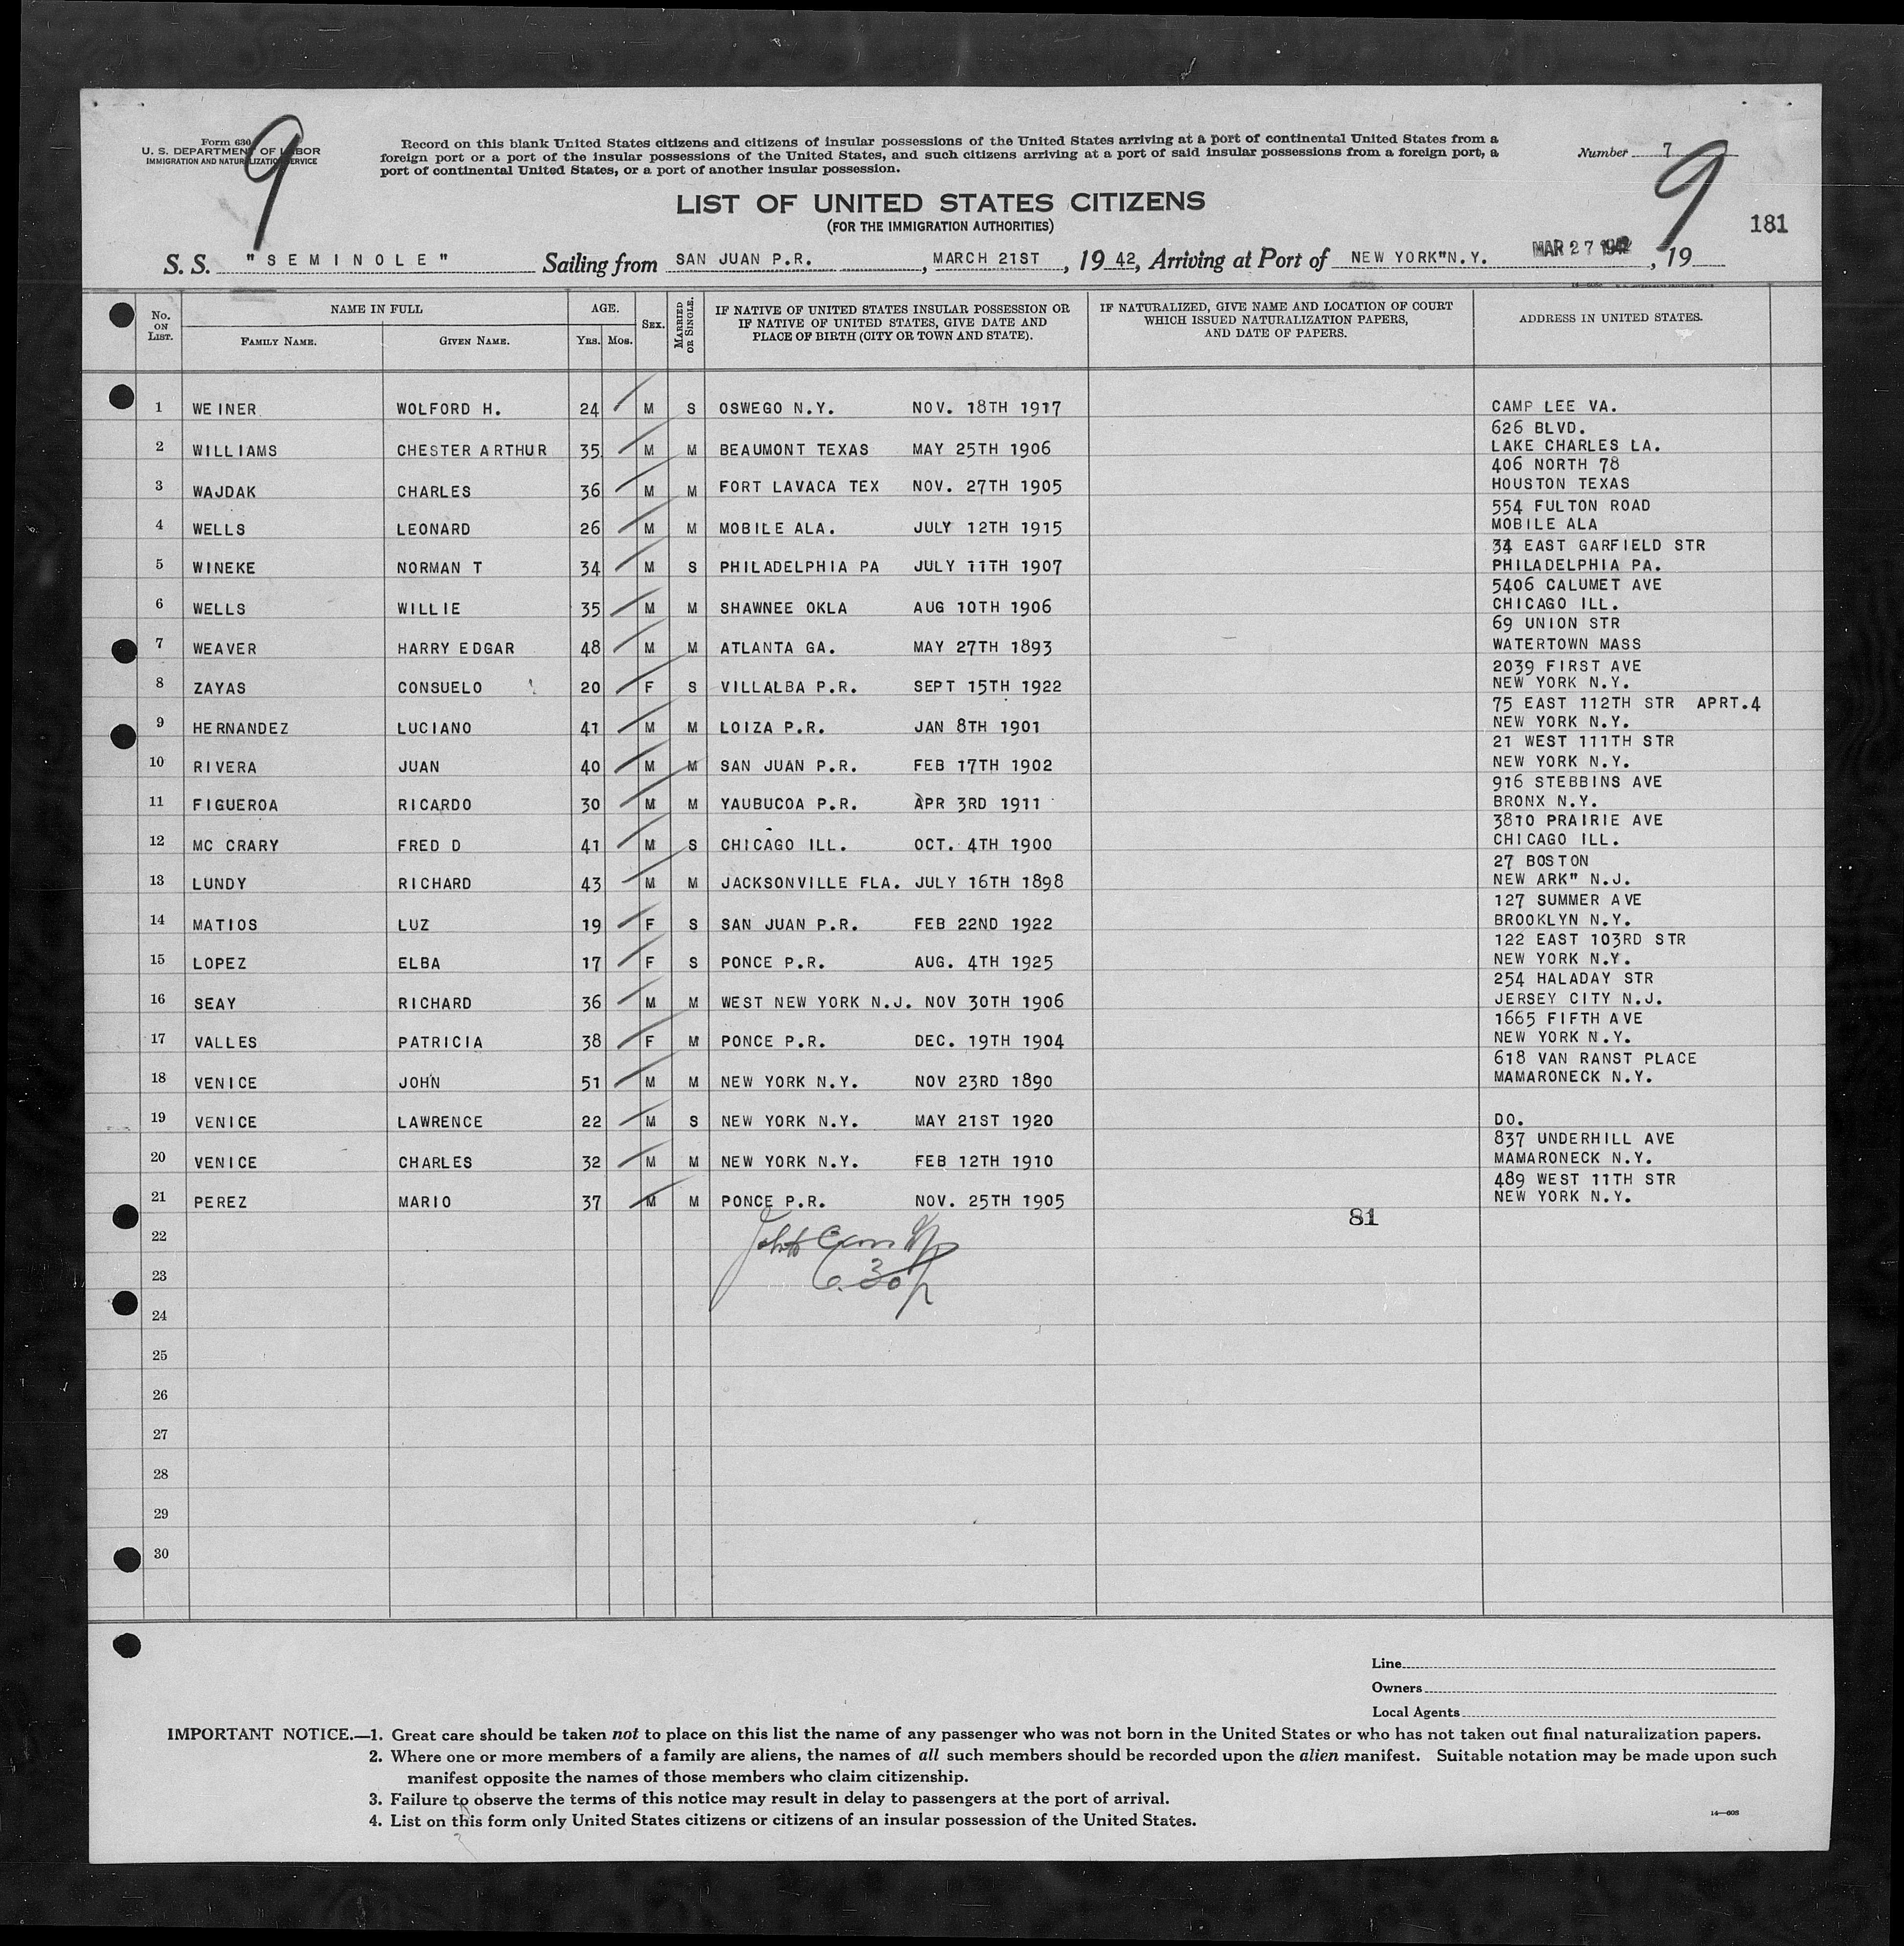 Form 630
U. S. DEPARTMENT OF LABOR
IMMIGRATION AND NATURALIZATION SERVICE
9
Record on this blank United States citizens and citizens of insular possessions of the United States arriving at a port of continental United States from a
foreign port or a port of the insular possessions of the United States, and such citizens arriving at a port of said insular possessions from a foreign port, a
port of continental United States, or a port of another insular possession.
Number 7
9
181
LIST OF UNITED STATES CITIZENS
(FOR THE IMMIGRATION AUTHORITIES)
S. S. "SEMINOLE" Sailing from SAN JUAN P.R., MARCH 21ST, 19 42, Arriving at Port of NEW YORK"N.Y. MAR 27 1942, 19
No. ON LIST. NAME IN FULL FAMILY NAME. GIVEN NAME. AGE. YRS. MOS. SEX. MARRIED OR SINGLE. IF NATIVE OF UNITED STATES INSULAR POSSESSION OR IF NATIVE OF UNITED STATES, GIVE DATE AND PLACE OF BIRTH (CITY OR TOWN AND STATE). IF NATURALIZED, GIVE NAME AND LOCATION OF COURT WHICH ISSUED NATURALIZATION PAPERS, AND DATE OF PAPERS. ADDRESS IN UNITED STATES.
1 WEINER WOLFORD H. 24 M S OSWEGO N.Y. NOV. 18TH 1917 CAMP LEE VA.
626 BLVD.
2 WILLIAMS CHESTER ARTHUR 35 M M BEAUMONT TEXAS MAY 25TH 1906 LAKE CHARLES LA.
406 NORTH 78
3 WAJDAK CHARLES 36 M M FORT LAVACA TEX NOV. 27TH 1905 HOUSTON TEXAS
554 FULTON ROAD
4 WELLS LEONARD 26 M M MOBILE ALA. JULY 12TH 1915 MOBILE ALA
34 EAST GARFIELD STR
5 WINEKE NORMAN T 34 M S PHILADELPHIA PA JULY 11TH 1907 PHILADELPHIA PA.
5406 CALUMET AVE
6 WELLS WILLIE 35 M M SHAWNEE OKLA AUG 10TH 1906 CHICAGO ILL.
69 UNION STR
7 WEAVER HARRY EDGAR 48 M M ATLANTA GA. MAY 27TH 1893 WATERTOWN MASS
2039 FIRST AVE
8 ZAYAS CONSUELO 20 F S VILLALBA P.R. SEPT 15TH 1922 NEW YORK N.Y.
75 EAST 112TH STR APRT.4
9 HERNANDEZ LUCIANO 41 M M LOIZA P.R. JAN 8TH 1901 NEW YORK N.Y.
21 WEST 111TH STR
10 RIVERA JUAN 40 M M SAN JUAN P.R. FEB 17TH 1902 NEW YORK N.Y.
916 STEBBINS AVE
11 FIGUEROA RICARDO 30 M M YAUBUCOA P.R. APR 3RD 1911 BRONX N.Y.
3810 PRAIRIE AVE
12 MC CRARY FRED D 41 M S CHICAGO ILL. OCT. 4TH 1900 CHICAGO ILL.
27 BOSTON
13 LUNDY RICHARD 43 M M JACKSONVILLE FLA. JULY 16TH 1898 NEW ARK" N.J.
127 SUMMER AVE
14 MATIOS LUZ 19 F S SAN JUAN P.R. FEB 22ND 1922 BROOKLYN N.Y.
122 EAST 103RD STR
15 LOPEZ ELBA 17 F S PONCE P.R. AUG. 4TH 1925 NEW YORK N.Y.
254 HALADAY STR
16 SEAY RICHARD 36 M M WEST NEW YORK N.J. NOV 30TH 1906 JERSEY CITY N.J.
1665 FIFTH AVE
17 VALLES PATRICIA 38 F M PONCE P.R. DEC. 19TH 1904 NEW YORK N.Y.
618 VAN RANST PLACE
18 VENICE JOHN 51 M M NEW YORK N.Y. NOV 23RD 1890 MAMARONECK N.Y.
19 VENICE LAWRENCE 22 M S NEW YORK N.Y. MAY 21ST 1920 DO.
837 UNDERHILL AVE
20 VENICE CHARLES 32 M M NEW YORK N.Y. FEB 12TH 1910 MAMARONECK N.Y.
489 WEST 11TH STR
21 PEREZ MARIO 37 M M PONCE P.R. NOV. 25TH 1905 NEW YORK N.Y.
81
22
23
24
25
26
27
28
29
30
Line
Owners
Local Agents
IMPORTANT NOTICE.—1. Great care should be taken not to place on this list the name of any passenger who was not born in the United States or who has not taken out final naturalization papers.
2. Where one or more members of a family are aliens, the names of all such members should be recorded upon the alien manifest. Suitable notation may be made upon such
manifest opposite the names of those members who claim citizenship.
3. Failure to observe the terms of this notice may result in delay to passengers at the port of arrival.
4. List on this form only United States citizens or citizens of an insular possession of the United States.